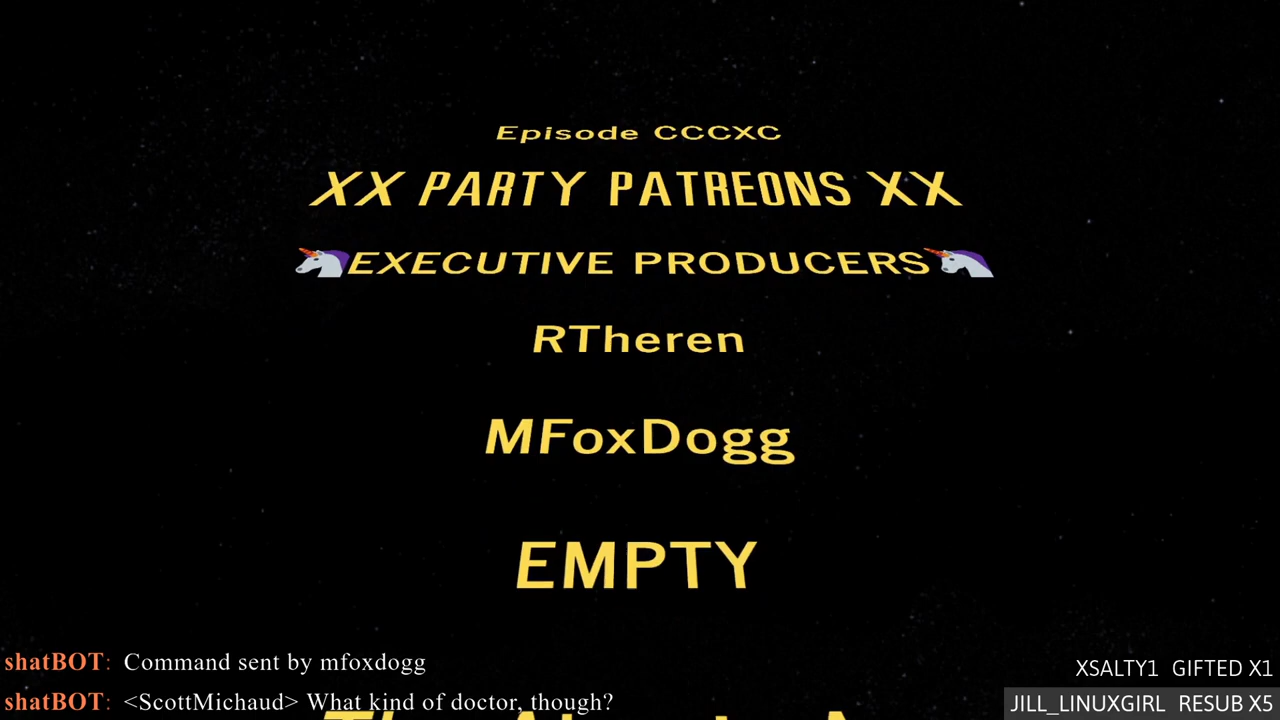 Episode CCCXC
XX PARTY PATREONS XX
EXECUTIVE PRODUCERS
RTheren
MFoxDogg
EMPTY
shatBOT: Command sent by mfoxdogg
shatBOT: <ScottMichaud> What kind of doctor, though?
XSALTY1 GIFTED X1
JILL_LINUXGIRL RESUB X5